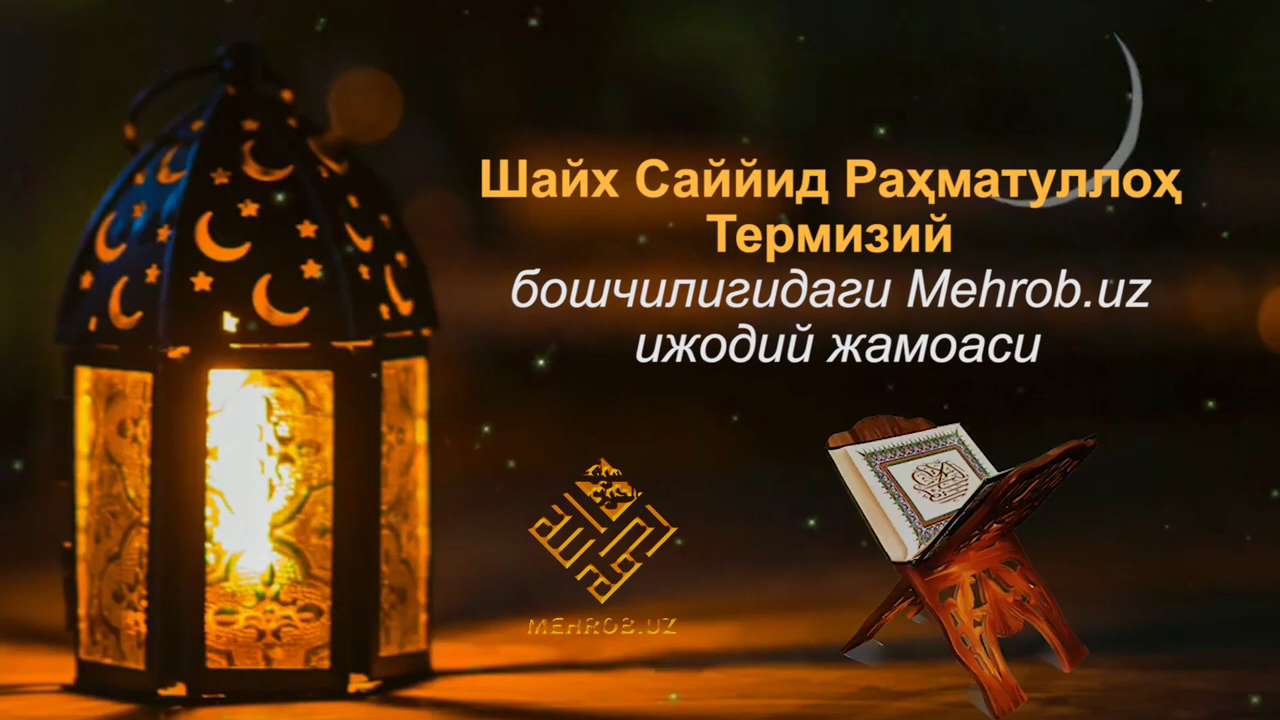 Шайх Саййид Раҳматуллоҳ
Термизий
бошчилигидаги Mehrob.uz
ижодий жамоаси
MEHROB.UZ